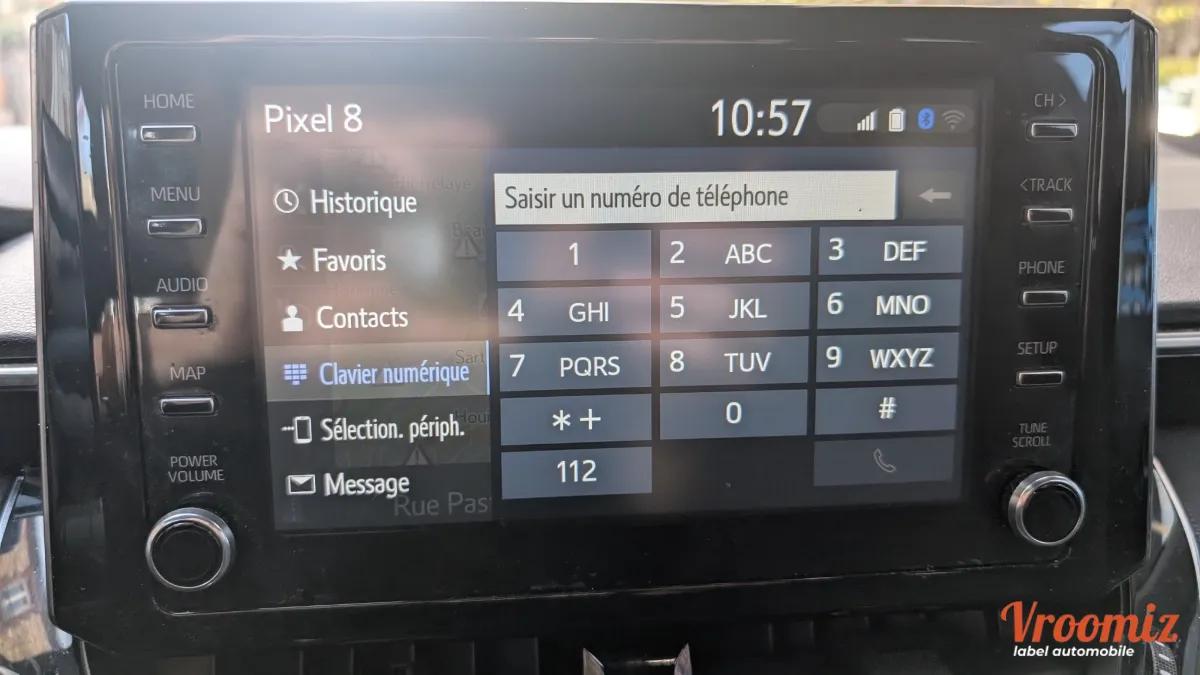 HOME
MENU
AUDIO
MAP
POWER
VOLUME
Pixel 8
10:57
Historique
Favoris
Contacts
Clavier numérique
Sélection. périph.
Message
Rue Pas
Saisir un numéro de téléphone
1
2 ABC
3 DEF
4 GHI
5 JKL
6 MNO
7 PQRS
8 TUV
9 WXYZ
*+
0
#
112
CH >
<TRACK
PHONE
SETUP
TUNE
SCROLL
Vroomiz
label automobile